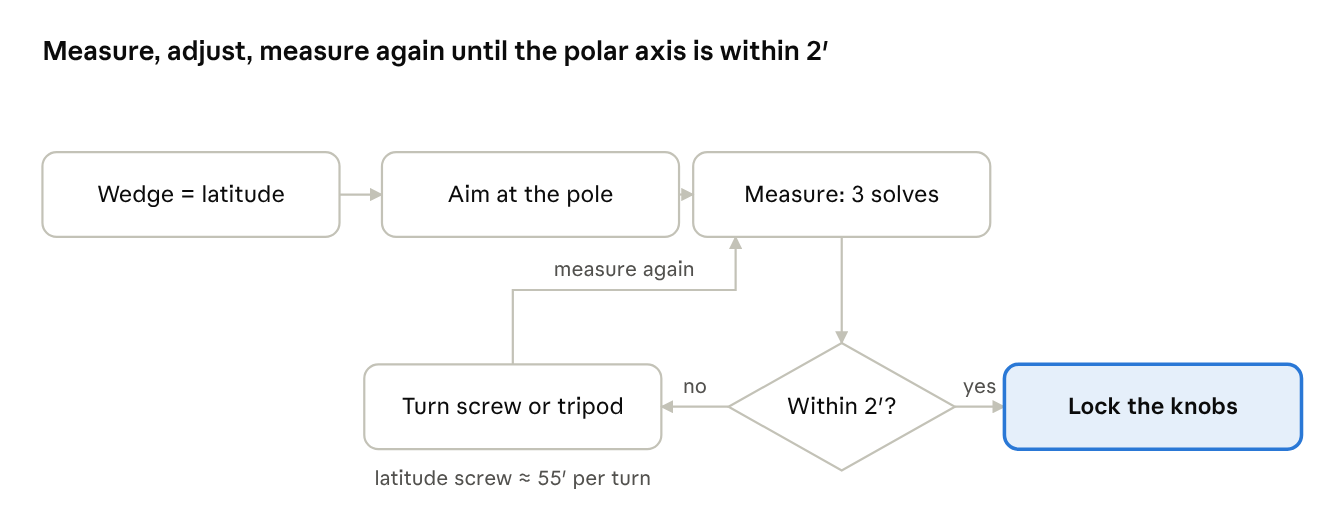 Measure, adjust, measure again until the polar axis is within 2′
Wedge = latitude
Aim at the pole
Measure: 3 solves
measure again
Turn screw or tripod
no
Within 2′?
yes
Lock the knobs
latitude screw ≈ 55′ per turn